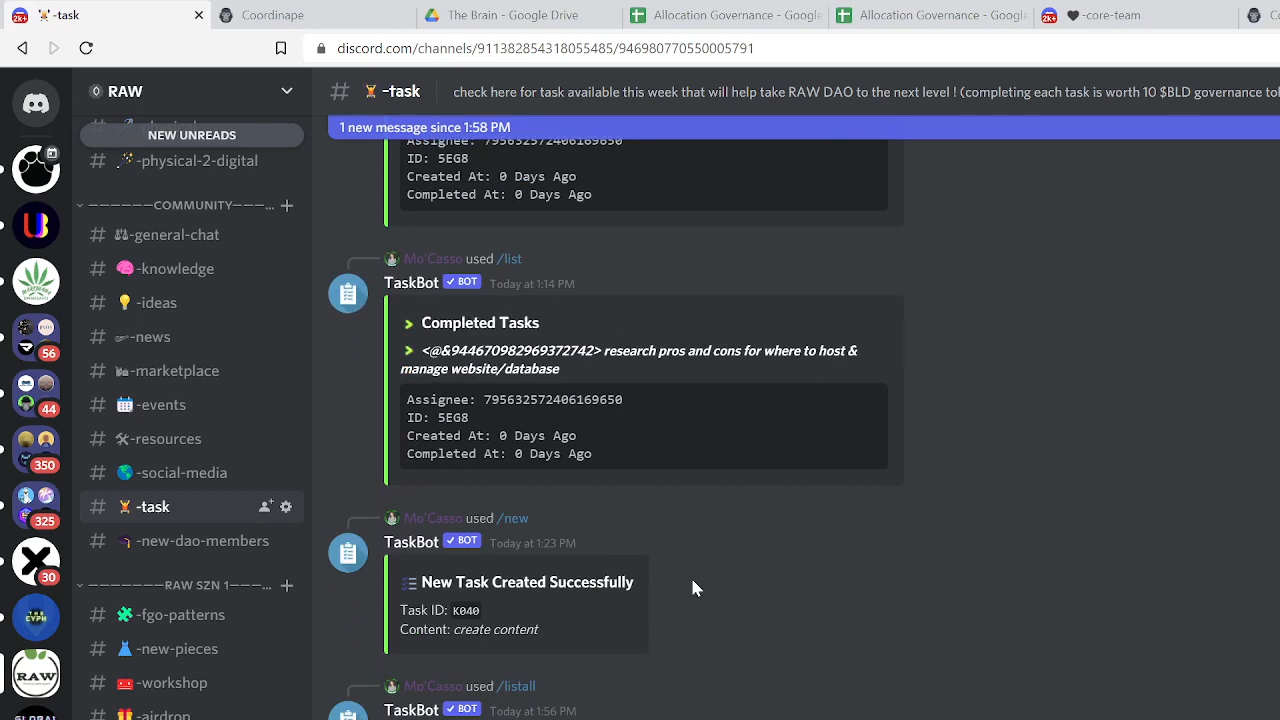 -task
Coordinape
The Brain - Google Drive
Allocation Governance - Google
Allocation Governance - Google
-core-team
2K+
2k+
discord.com/channels/911382854318055485/946980770550005791
RAW
-task
check here for task available this week that will help take RAW DAO to the next level ! (completing each task is worth 10 $BLD governance tol
NEW UNREADS
1 new message since 1:58 PM
-physical-2-digital
——————COMMUNITY———...
-general-chat
-knowledge
-ideas
-news
-marketplace
-events
-resources
-social-media
-task
-new-dao-members
———————RAW SZN 1———...
-fgo-patterns
-new-pieces
-workshop
-airdrop
56
44
350
325
30
THE CYPH
RAW
GLOBAL
Assignee: 795632572406169650
ID: 5EG8
Created At: 0 Days Ago
Completed At: 0 Days Ago
Mo'Casso used /list
TaskBot BOT Today at 1:14 PM
Completed Tasks
<@&944670982969372742> research pros and cons for where to host &
manage website/database
Assignee: 795632572406169650
ID: 5EG8
Created At: 0 Days Ago
Completed At: 0 Days Ago
Mo'Casso used /new
TaskBot BOT Today at 1:23 PM
New Task Created Successfully
Task ID: K040
Content: create content
Mo'Casso used /listall
TaskBot BOT Today at 1:56 PM